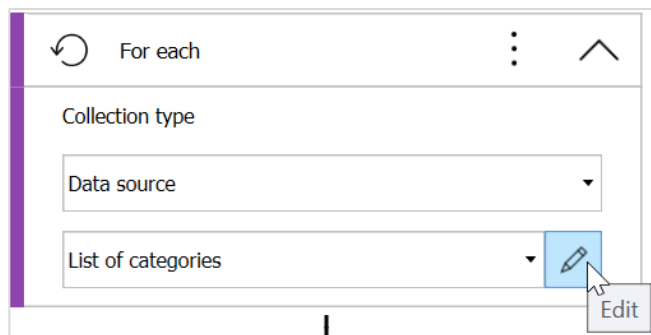 For each
Collection type
Data source
List of categories
Edit